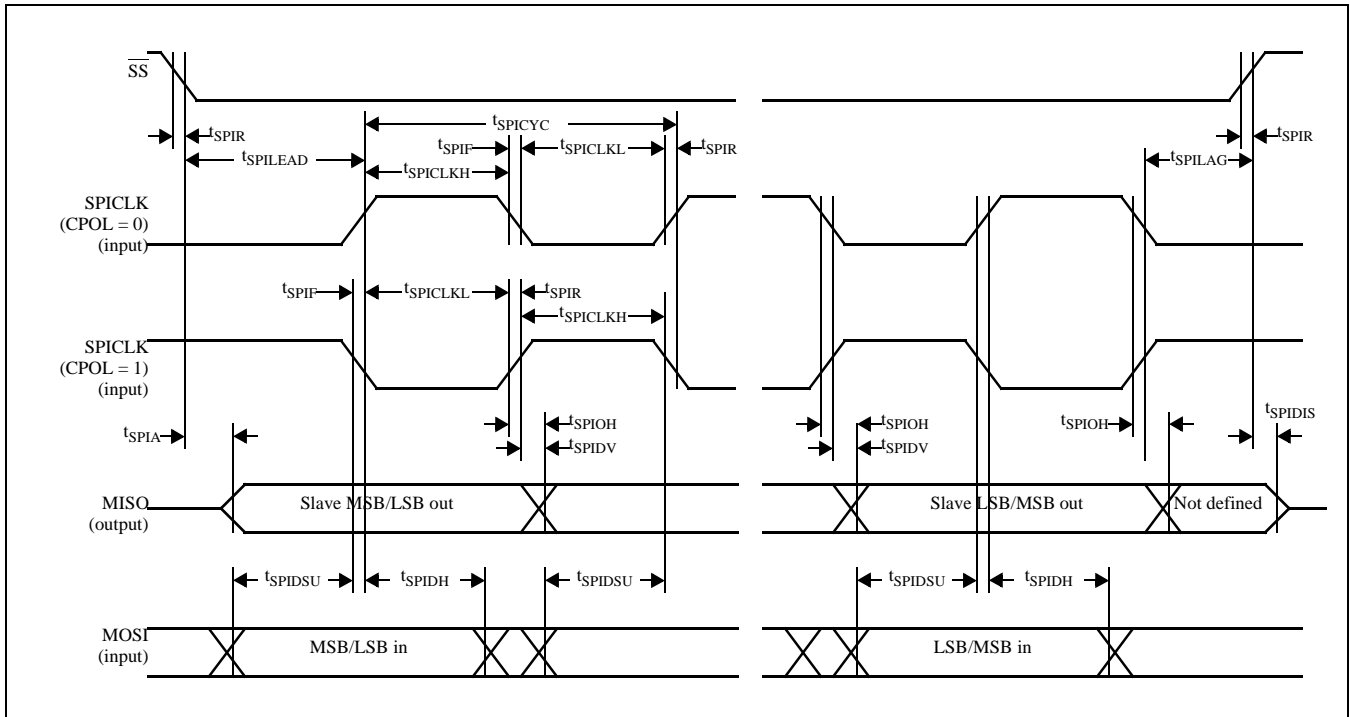 SS
tSPIR
tSPICYC
tSPIF
tSPICLKL
tSPIR
tSPIR
tSPILEAD
tSPICLKH
tSPILAG
SPICLK
(CPOL = 0)
(input)
tSPIF
tSPICLKL
tSPIR
tSPICLKH
SPICLK
(CPOL = 1)
(input)
tSPIA
tSPIOH
tSPIDV
tSPIOH
tSPIDV
tSPIOH
tSPIDIS
MISO
(output)
Slave MSB/LSB out
Slave LSB/MSB out
Not defined
tSPIDSU
tSPIDH
tSPIDSU
tSPIDSU
tSPIDH
MOSI
(input)
MSB/LSB in
LSB/MSB in